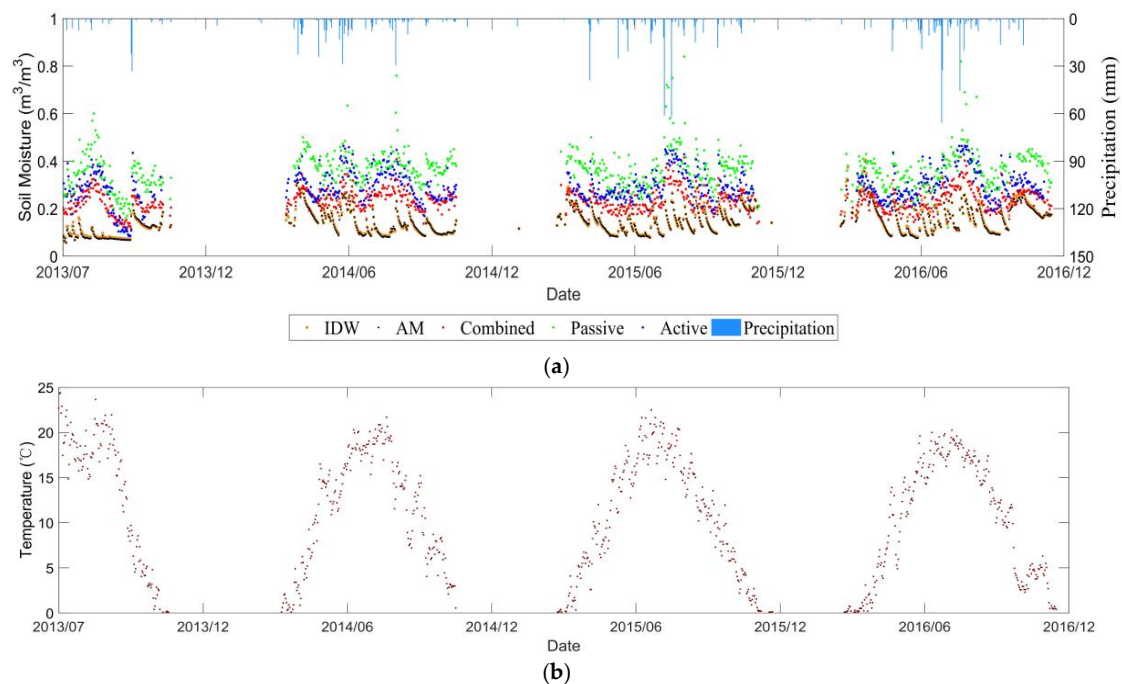 1
0.8
0.6
0.4
0.2
0
Soil Moisture (m³/m³)
0
30
60
90
120
150
Precipitation (mm)
2013/07 2013/12 2014/06 2014/12 2015/06 2015/12 2016/06 2016/12
Date
IDW AM Combined Passive Active Precipitation
(a)
25
20
15
10
5
0
Temperature (℃)
2013/07 2013/12 2014/06 2014/12 2015/06 2015/12 2016/06 2016/12
Date
(b)